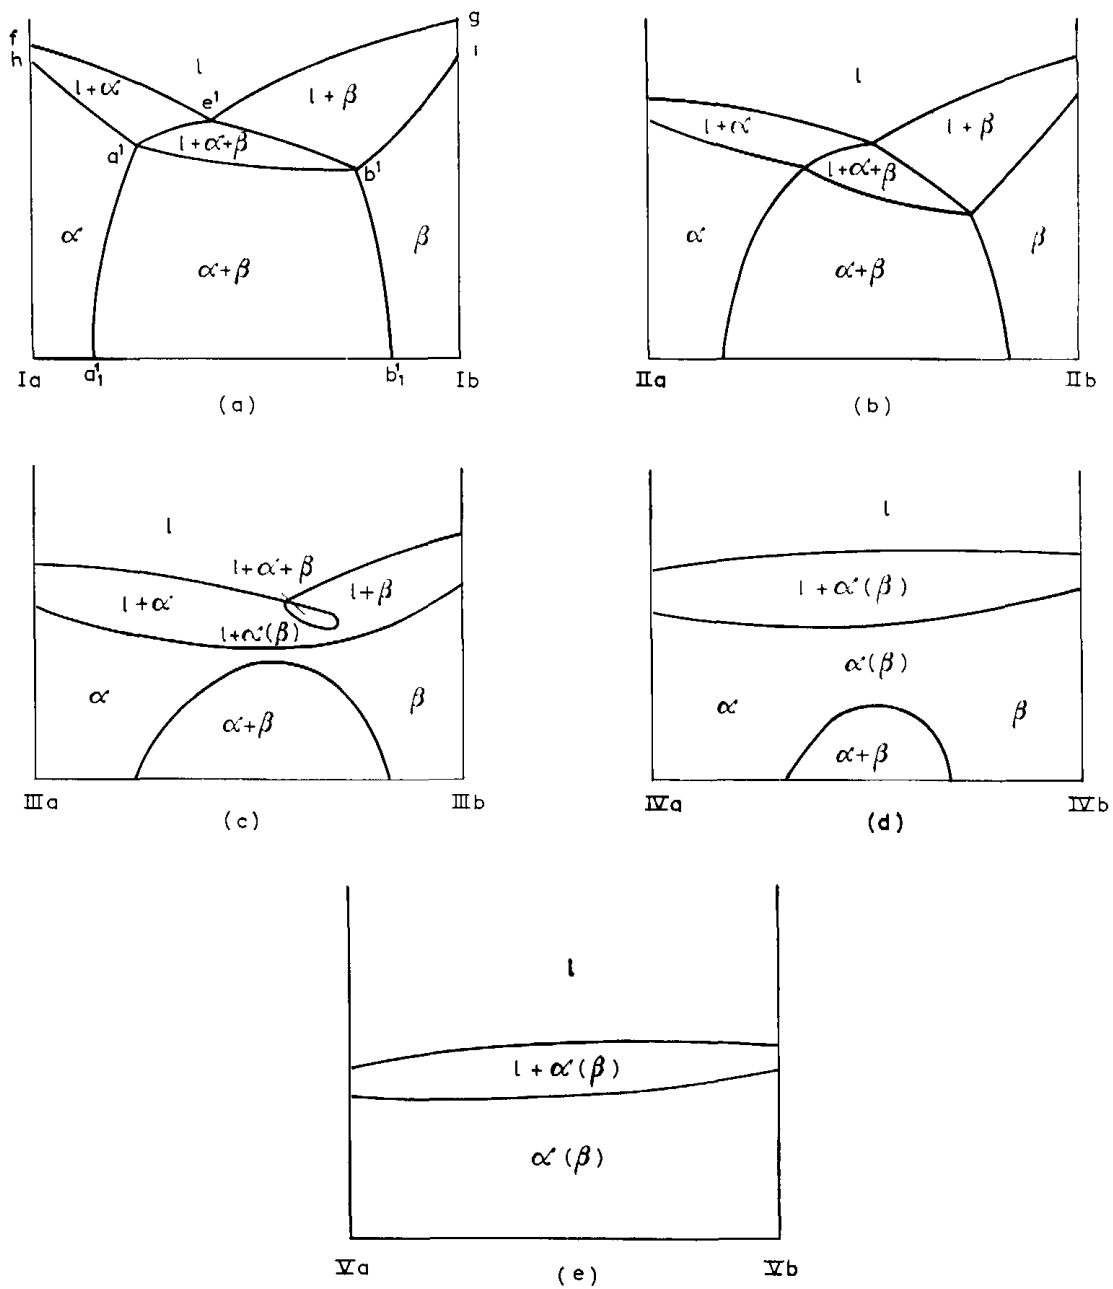 f
h
g
i
l
l+α
e¹
l+β
l+α+β
a¹
b¹
α
β
α+β
Ia a¹₁ b¹₁ Ib
(a)
l
l+α
l+β
l+α+β
α
β
α+β
IIa IIb
(b)
l
l+α+β
l+α
l+β
l+α(β)
α
β
α+β
IIIa IIIb
(c)
l
l+α(β)
α(β)
α
β
α+β
IVa IVb
(d)
l
l+α(β)
α(β)
Va Vb
(e)